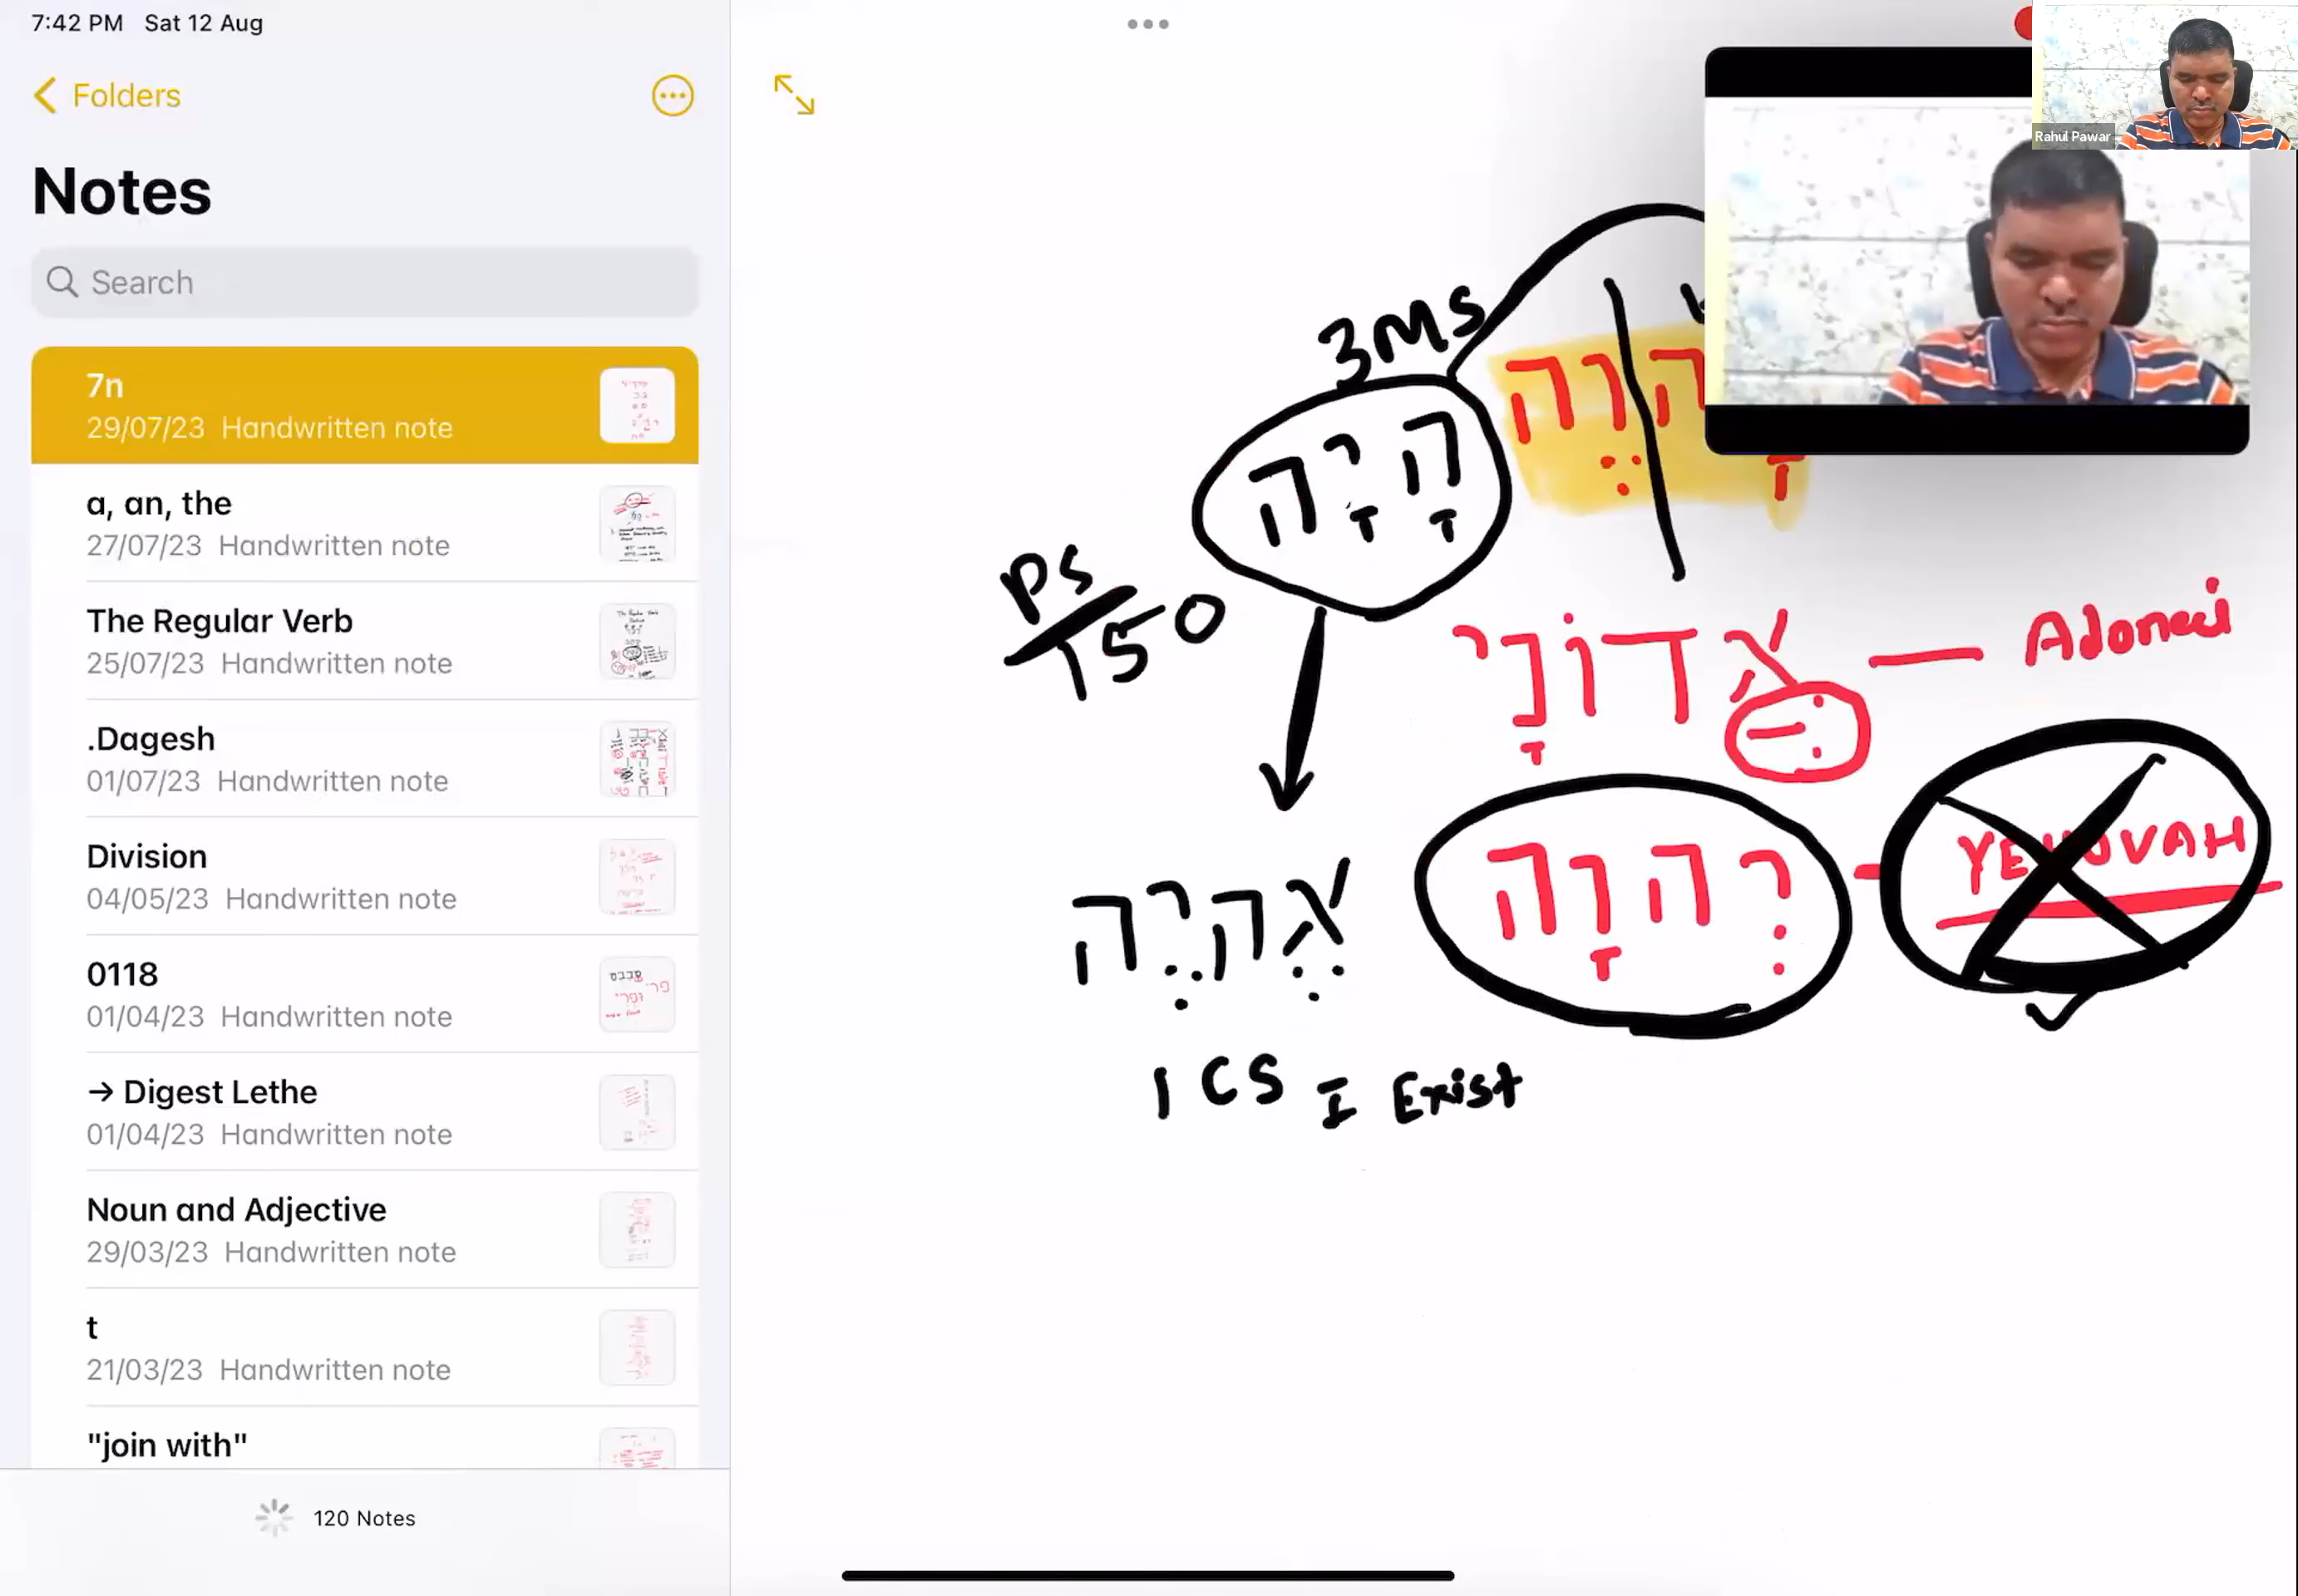 7:42 PM Sat 12 Aug
Folders
Notes
Search
7n
29/07/23 Handwritten note
a, an, the
27/07/23 Handwritten note
The Regular Verb
25/07/23 Handwritten note
.Dagesh
01/07/23 Handwritten note
Division
04/05/23 Handwritten note
0118
01/04/23 Handwritten note
→ Digest Lethe
01/04/23 Handwritten note
Noun and Adjective
29/03/23 Handwritten note
t
21/03/23 Handwritten note
"join with"
120 Notes
Rahul Pawar
3MS
הָיָה
PS
150
אֲדוֹנָי — Adonai
יְהוָה - YEHOVAH
אֶהְיֶה
1CS I Exist